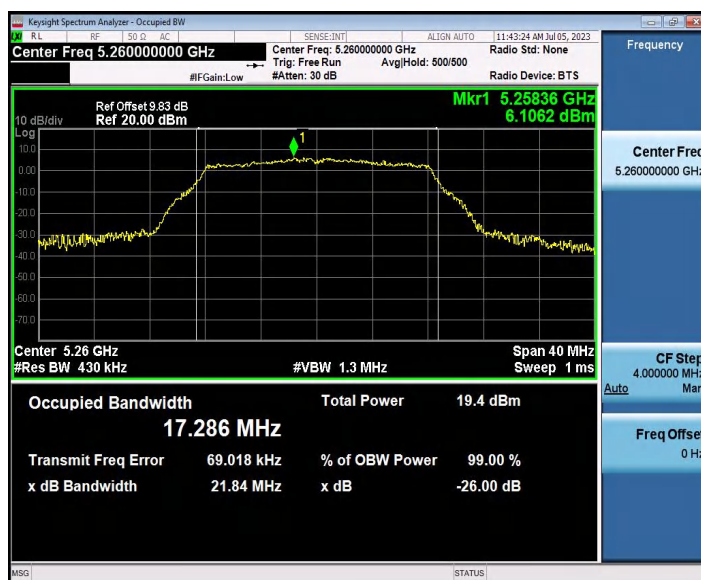 Keysight Spectrum Analyzer - Occupied BW
LXI RL RF 50 Ω AC SENSE:INT ALIGN AUTO 11:43:24 AM Jul 05, 2023
Center Freq 5.260000000 GHz
Center Freq: 5.260000000 GHz Radio Std: None
Trig: Free Run Avg|Hold: 500/500
#IFGain:Low #Atten: 30 dB Radio Device: BTS
Frequency
Ref Offset 9.83 dB
10 dB/div Ref 20.00 dBm
Mkr1 5.25836 GHz
6.1062 dBm
Log
1
10.0
0.00
-10.0
-20.0
-30.0
-40.0
-50.0
-60.0
-70.0
Center 5.26 GHz Span 40 MHz
#Res BW 430 kHz #VBW 1.3 MHz Sweep 1 ms
Occupied Bandwidth Total Power 19.4 dBm
17.286 MHz
Transmit Freq Error 69.018 kHz % of OBW Power 99.00 %
x dB Bandwidth 21.84 MHz x dB -26.00 dB
Center Freq
5.260000000 GHz
CF Step
4.000000 MHz
Auto Man
Freq Offset
0 Hz
MSG STATUS